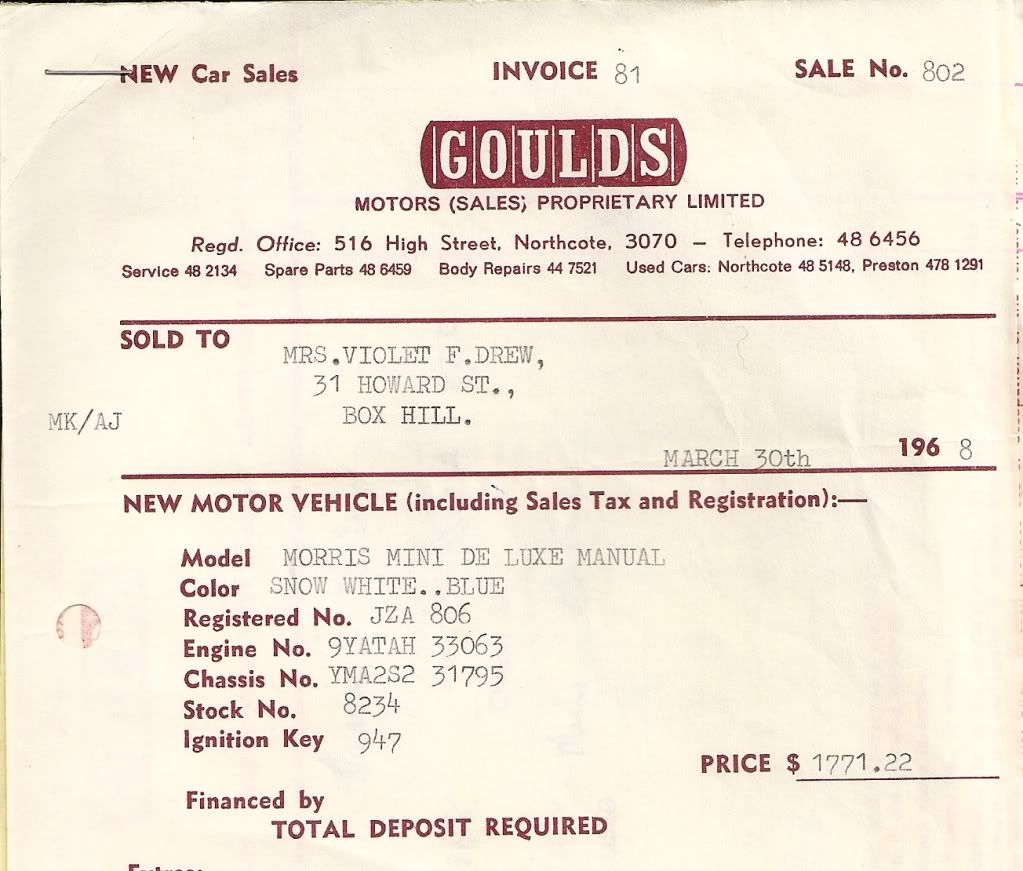 NEW Car Sales INVOICE 81 SALE No. 802
GOULDS
MOTORS (SALES) PROPRIETARY LIMITED
Regd. Office: 516 High Street, Northcote, 3070 — Telephone: 48 6456
Service 48 2134 Spare Parts 48 6459 Body Repairs 44 7521 Used Cars: Northcote 48 5148, Preston 478 1291
SOLD TO
MRS.VIOLET F.DREW,
31 HOWARD ST.,
BOX HILL.
MK/AJ
MARCH 30th 196 8
NEW MOTOR VEHICLE (including Sales Tax and Registration):—
Model MORRIS MINI DE LUXE MANUAL
Color SNOW WHITE..BLUE
Registered No. JZA 806
Engine No. 9YATAH 33063
Chassis No. YMA2S2 31795
Stock No. 8234
Ignition Key 947
PRICE $ 1771.22
Financed by
TOTAL DEPOSIT REQUIRED